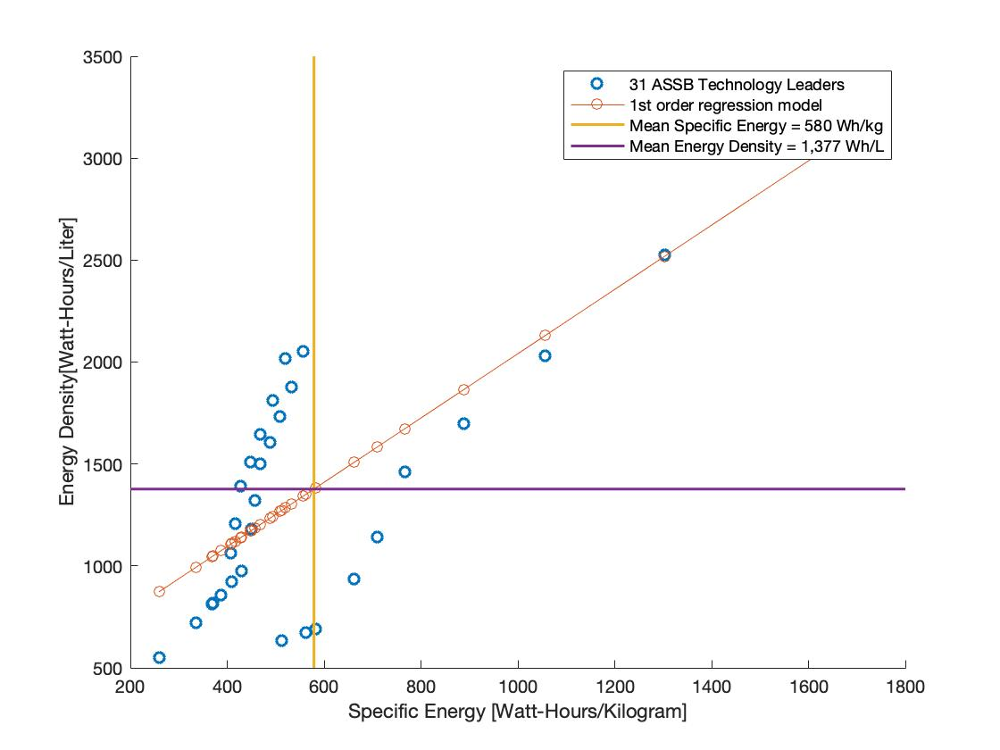 3500
3000
2500
2000
1500
1000
500
Energy Density[Watt-Hours/Liter]
31 ASSB Technology Leaders
1st order regression model
Mean Specific Energy = 580 Wh/kg
Mean Energy Density = 1,377 Wh/L
200 400 600 800 1000 1200 1400 1600 1800
Specific Energy [Watt-Hours/Kilogram]